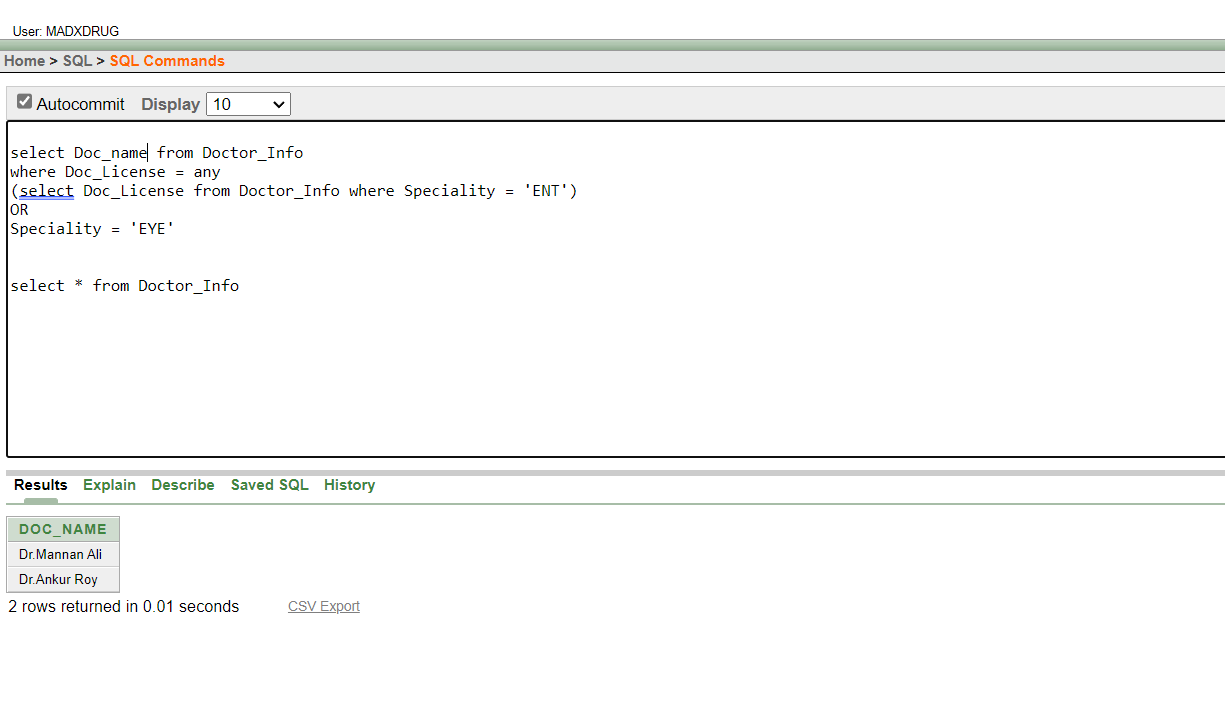 User: MADXDRUG
Home > SQL > SQL Commands
Autocommit Display 10
select Doc_name from Doctor_Info
where Doc_License = any
(select Doc_License from Doctor_Info where Speciality = 'ENT')
OR
Speciality = 'EYE'
select * from Doctor_Info
Results Explain Describe Saved SQL History
DOC_NAME
Dr.Mannan Ali
Dr.Ankur Roy
2 rows returned in 0.01 seconds CSV Export